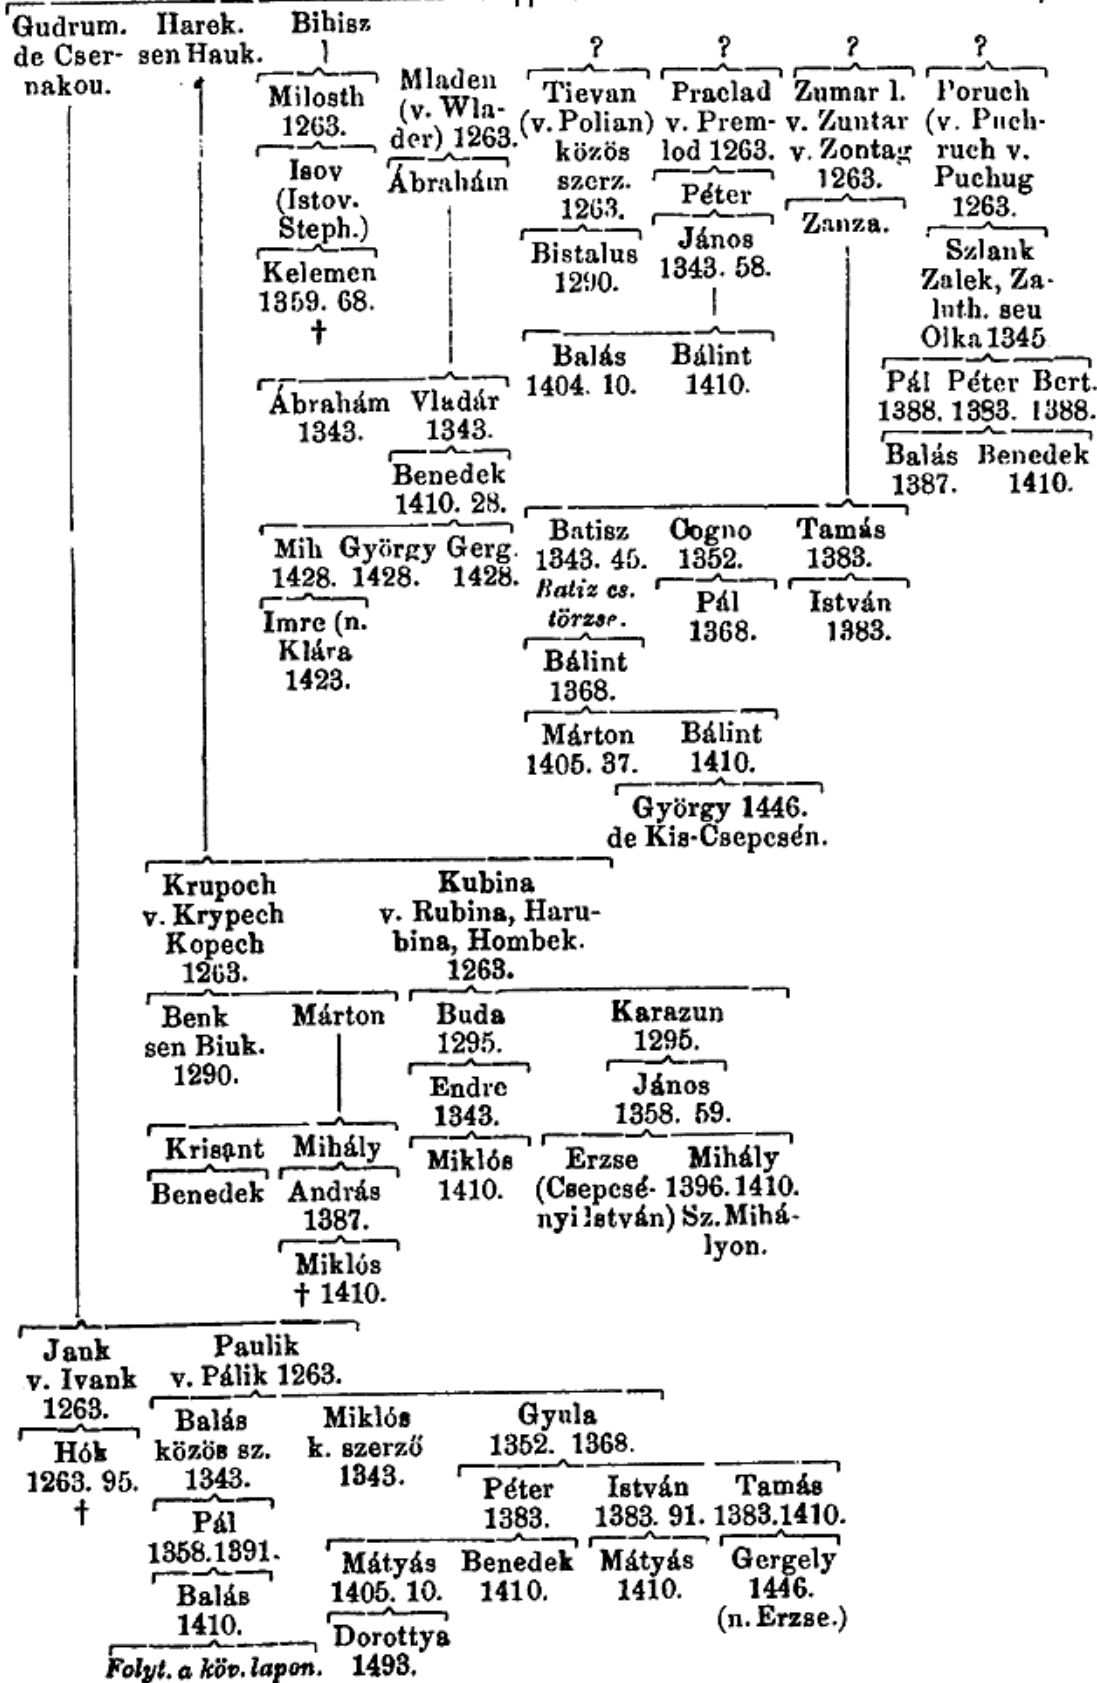 Gudrum. Harek. Bihisz
de Cser- sen Hauk.
nakou.
? ? ? ?
Milosth
1263.
Mladen
(v. Wla-
der) 1263.
Tievan
(v. Polian)
közös
szerz.
1263.
Praclad
v. Prem-
lod 1263.
Zumar l.
v. Zuntar
v. Zontag
1263.
Poruch
(v. Puch-
ruch v.
Puchug
1263.
Isov
(Istov.
Steph.)
Ábrahám
Péter
Zanza.
Kelemen
1359. 68.
†
Bistalus
1290.
János
1343. 58.
Szlank
Zalek, Za-
luth. seu
Olka 1345
Balás Bálint
1404. 10. 1410.
Pál Péter Bert.
1388. 1383. 1388.
Ábrahám Vladár
1343. 1343.
Balás Benedek
1387. 1410.
Benedek
1410. 28.
Mih György Gerg.
1428. 1428. 1428.
Batisz Cogno Tamás
1343. 45. 1352. 1383.
Batiz cs.
törzse.
Pál
1368.
István
1383.
Imre (n.
Klára
1423.
Bálint
1368.
Márton Bálint
1405. 37. 1410.
György 1446.
de Kis-Csepcsén.
Krupoch
v. Krypech
Kopech
1263.
Kubina
v. Rubina, Haru-
bina, Hombek.
1263.
Benk
sen Biuk.
1290.
Márton
Buda
1295.
Karazun
1295.
Endre
1343.
János
1358. 59.
Krisant Mihály
Miklós
1410.
Erzse
(Csepcsé-
nyi István)
Mihály
1396. 1410.
Sz. Mihá-
lyon.
Benedek
András
1387.
Miklós
† 1410.
Jank
v. Ivank
1263.
Paulik
v. Pálik 1263.
Hók
1263. 95.
†
Balás
közös sz.
1343.
Miklós
k. szerző
1343.
Gyula
1352. 1368.
Pál
1358. 1391.
Péter
1383.
István
1383. 91.
Tamás
1383. 1410.
Balás
1410.
Mátyás
1405. 10.
Benedek
1410.
Mátyás
1410.
Gergely
1446.
(n. Erzse.)
Folyt. a köv. lapon.
Dorottya
1493.